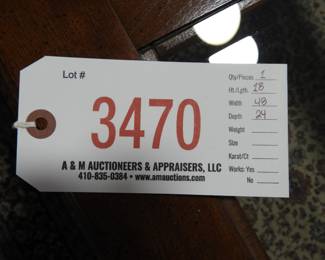 Lot #
3470
A & M AUCTIONEERS & APPRAISERS, LLC
410-835-0384 • www.amauctions.com
Qty/Pieces 1
Ht./Lgth. 18
Width 48
Depth 24
Weight
Size
Karat/Ct
Works: Yes
No